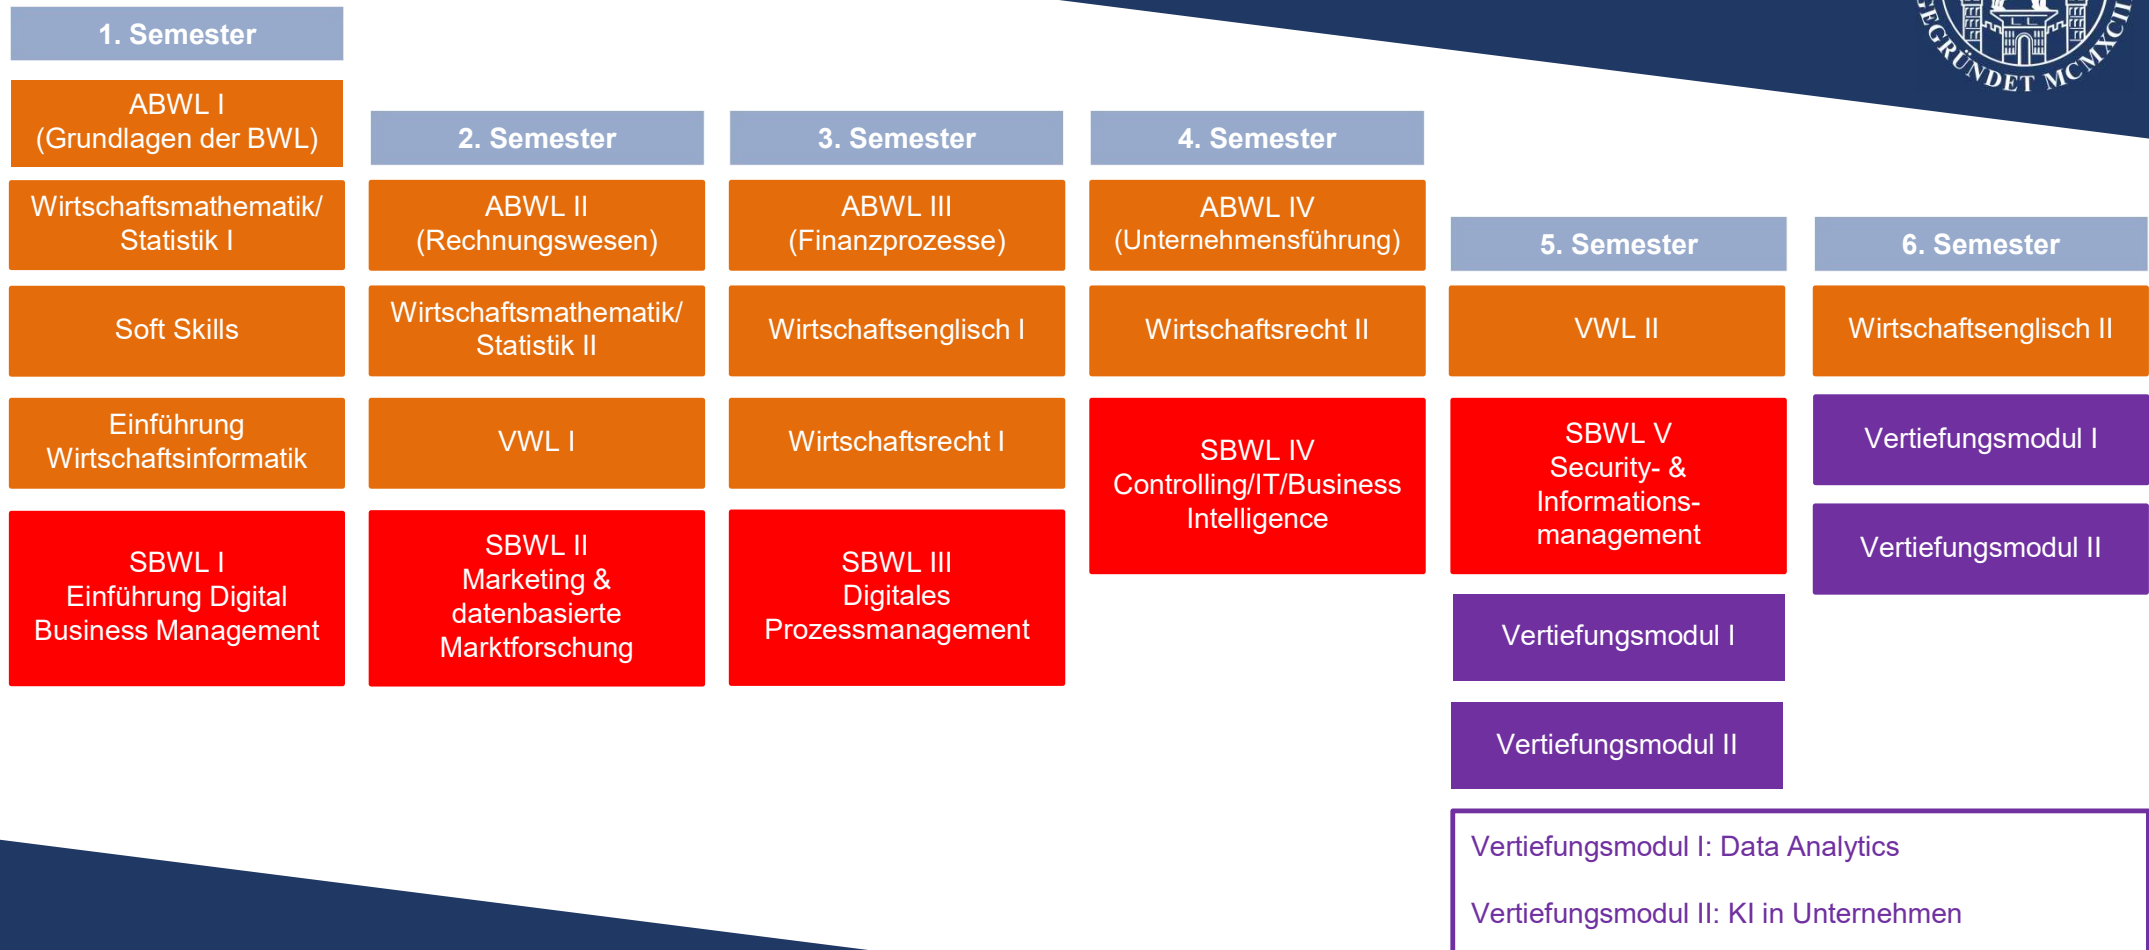 GEGRÜNDET MCMXCII
1. Semester
ABWL I
(Grundlagen der BWL)
Wirtschaftsmathematik/
Statistik I
Soft Skills
Einführung
Wirtschaftsinformatik
SBWL I
Einführung Digital
Business Management
2. Semester
ABWL II
(Rechnungswesen)
Wirtschaftsmathematik/
Statistik II
VWL I
SBWL II
Marketing &
datenbasierte
Marktforschung
3. Semester
ABWL III
(Finanzprozesse)
Wirtschaftsenglisch I
Wirtschaftsrecht I
SBWL III
Digitales
Prozessmanagement
4. Semester
ABWL IV
(Unternehmensführung)
Wirtschaftsrecht II
SBWL IV
Controlling/IT/Business
Intelligence
5. Semester
VWL II
SBWL V
Security- &
Informations-
management
Vertiefungsmodul I
Vertiefungsmodul II
6. Semester
Wirtschaftsenglisch II
Vertiefungsmodul I
Vertiefungsmodul II
Vertiefungsmodul I: Data Analytics
Vertiefungsmodul II: KI in Unternehmen